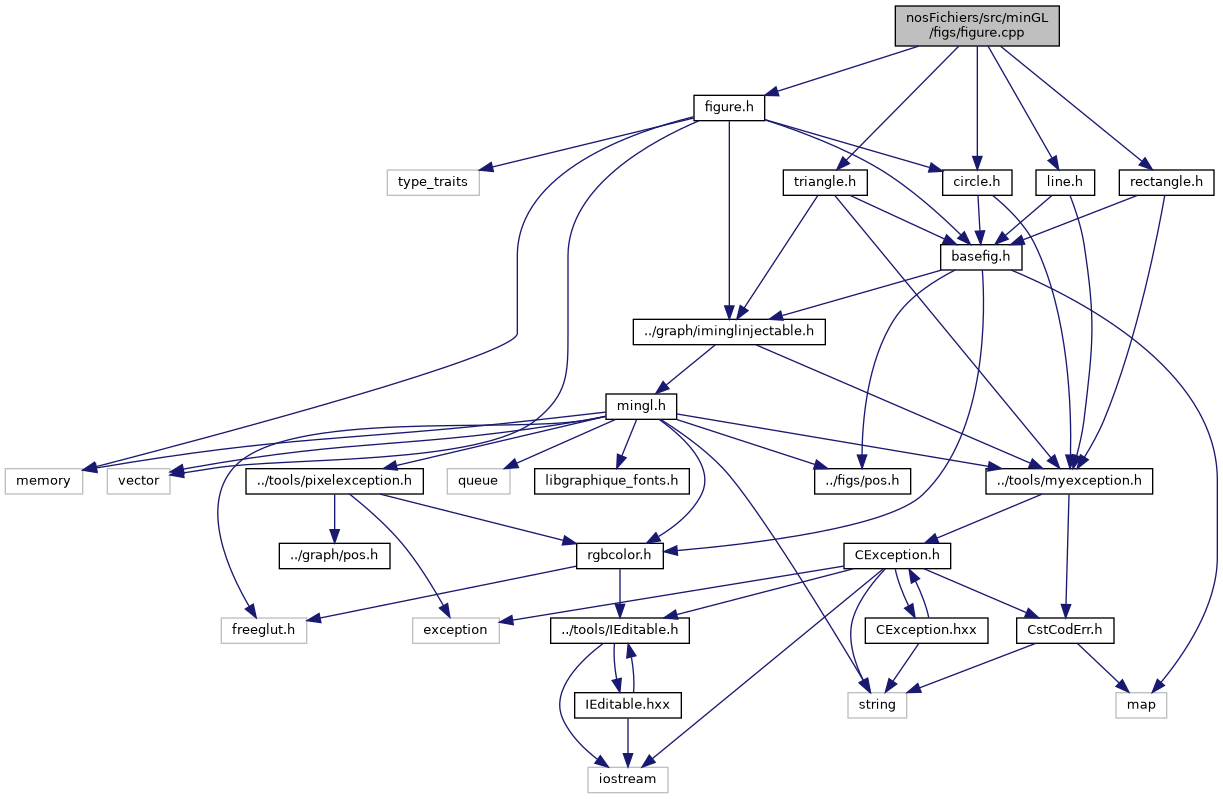 nosFichiers/src/minGL
/figs/figure.cpp
figure.h
type_traits
triangle.h
circle.h
line.h
rectangle.h
basefig.h
../graph/iminglinjectable.h
mingl.h
memory
vector
../tools/pixelexception.h
queue
libgraphique_fonts.h
../figs/pos.h
../tools/myexception.h
../graph/pos.h
rgbcolor.h
CException.h
freeglut.h
exception
../tools/IEditable.h
CException.hxx
CstCodErr.h
IEditable.hxx
string
map
iostream